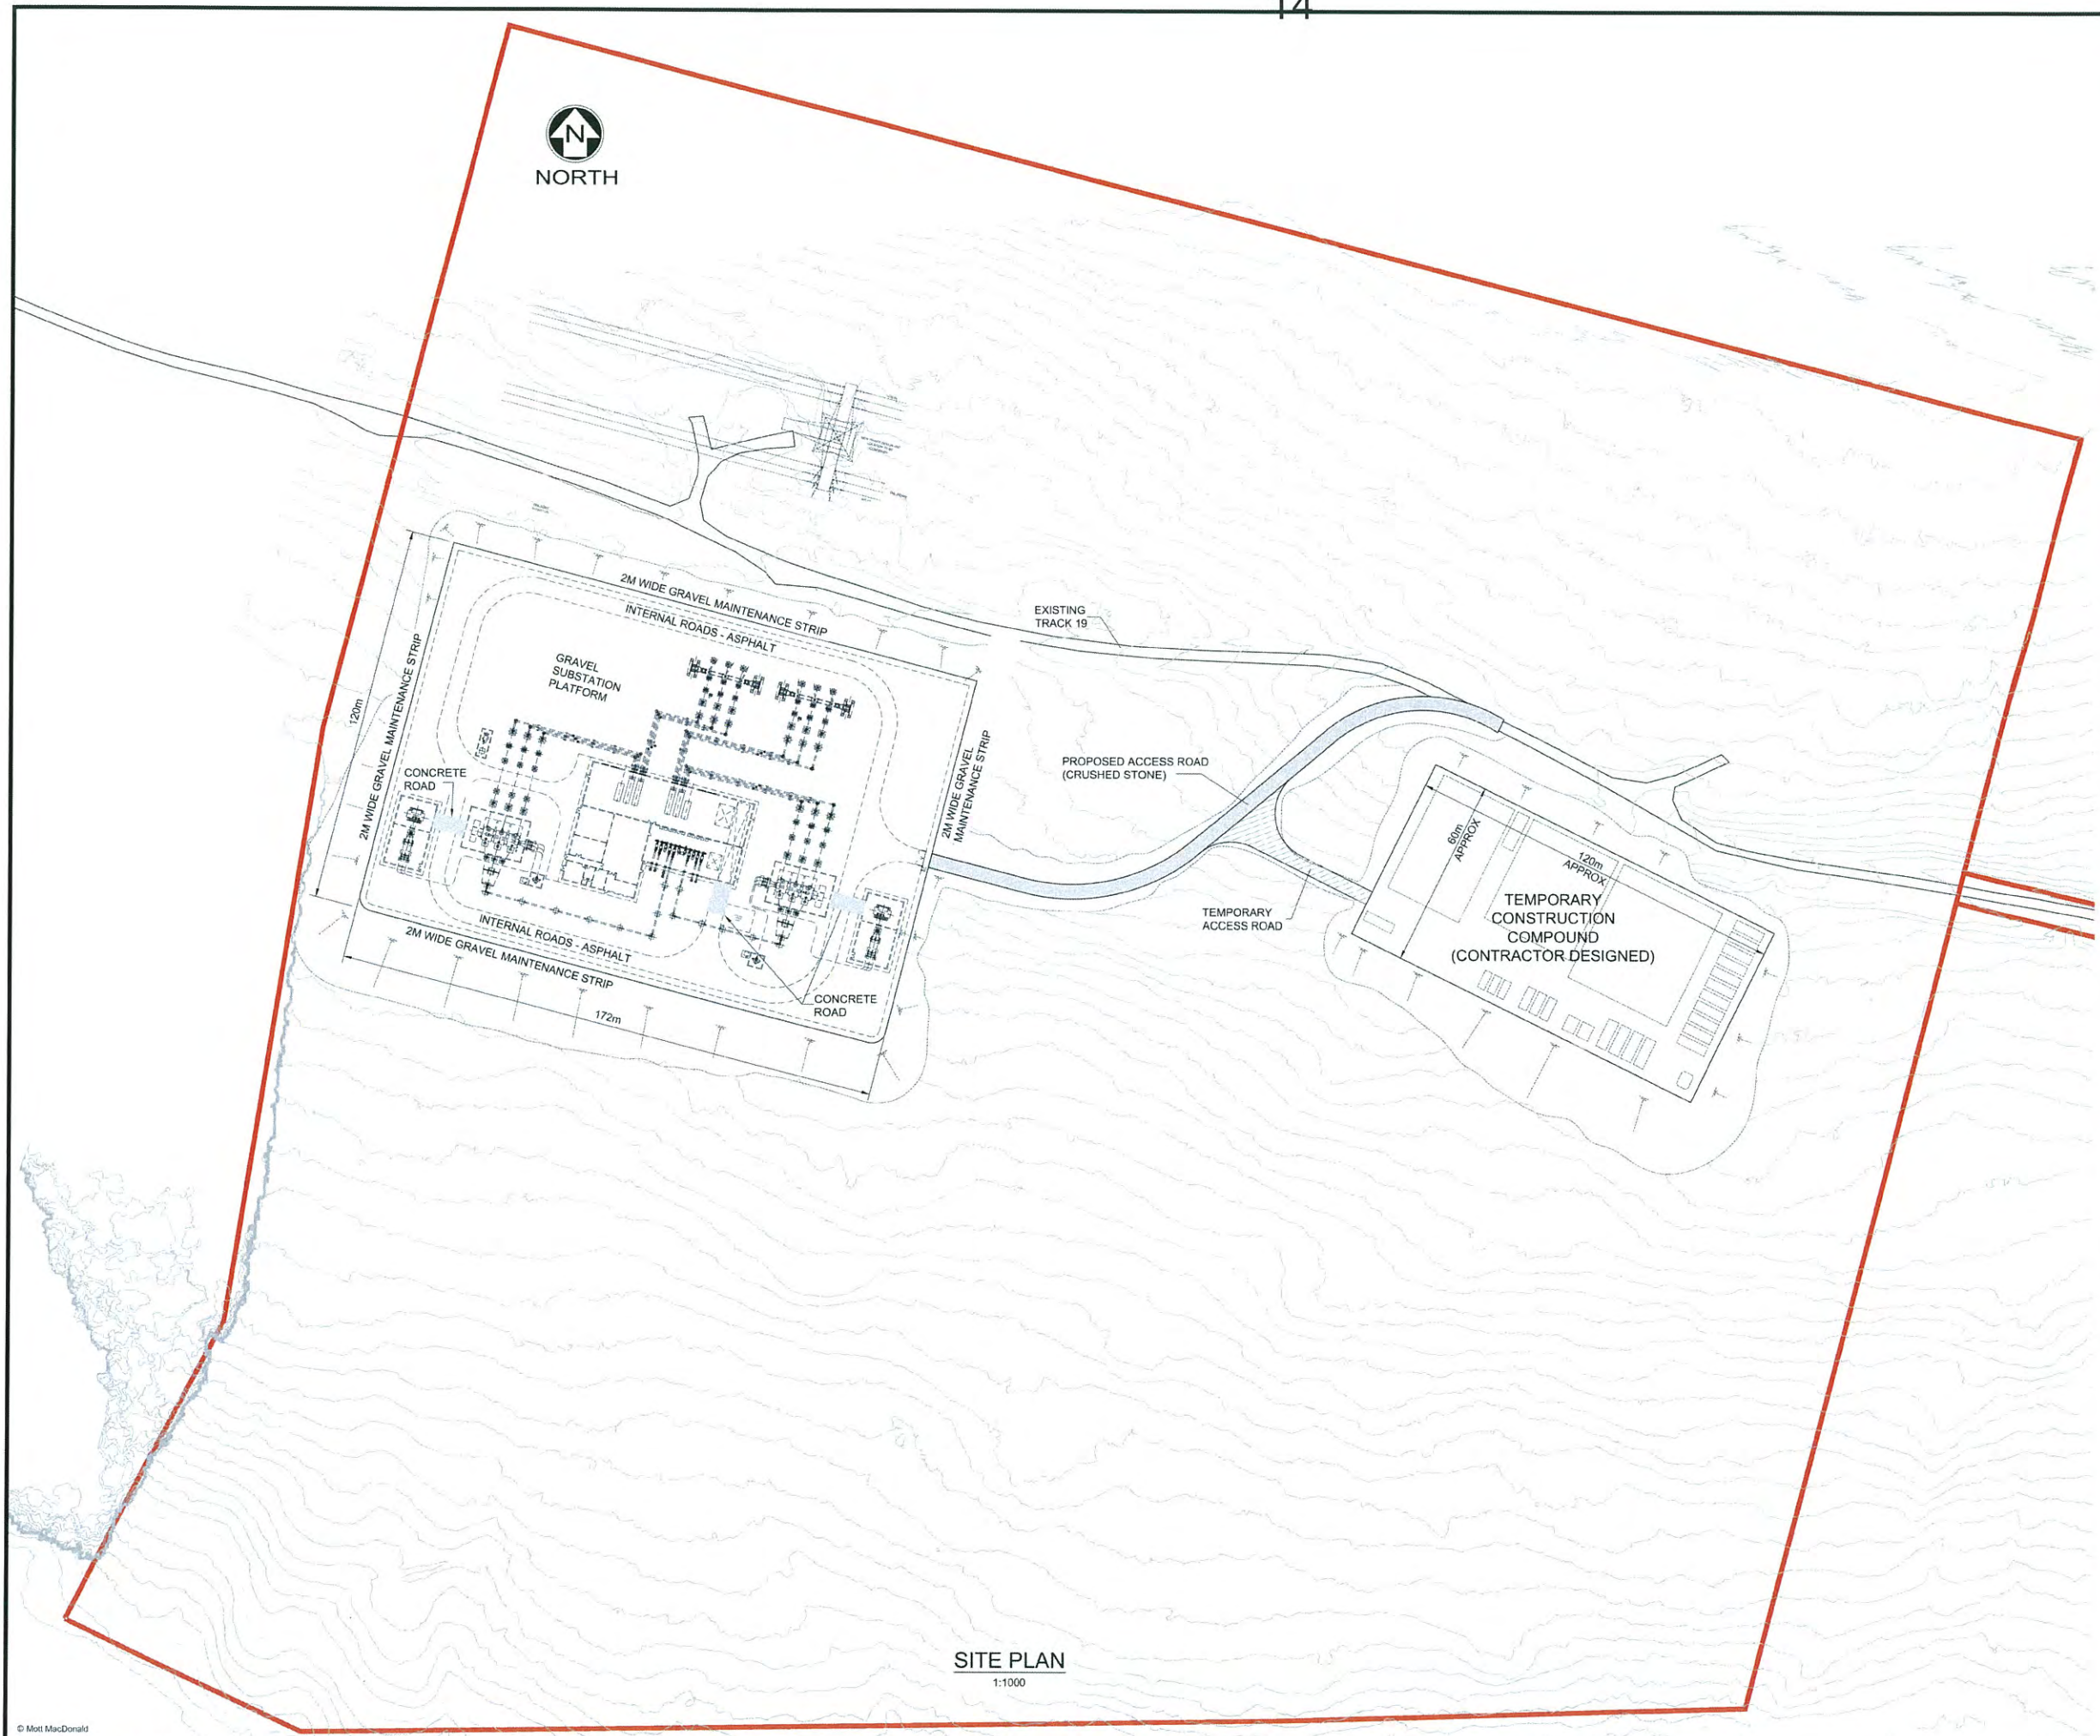 14
N
NORTH
2M WIDE GRAVEL MAINTENANCE STRIP
INTERNAL ROADS - ASPHALT
GRAVEL
SUBSTATION
PLATFORM
EXISTING
TRACK 19
120m
2M WIDE GRAVEL MAINTENANCE STRIP
CONCRETE
ROAD
2M WIDE GRAVEL
MAINTENANCE STRIP
PROPOSED ACCESS ROAD
(CRUSHED STONE)
60m
APPROX
120m
APPROX
TEMPORARY
CONSTRUCTION
COMPOUND
(CONTRACTOR DESIGNED)
TEMPORARY
ACCESS ROAD
INTERNAL ROADS - ASPHALT
2M WIDE GRAVEL MAINTENANCE STRIP
CONCRETE
ROAD
172m
SITE PLAN
1:1000
© Mott MacDonald